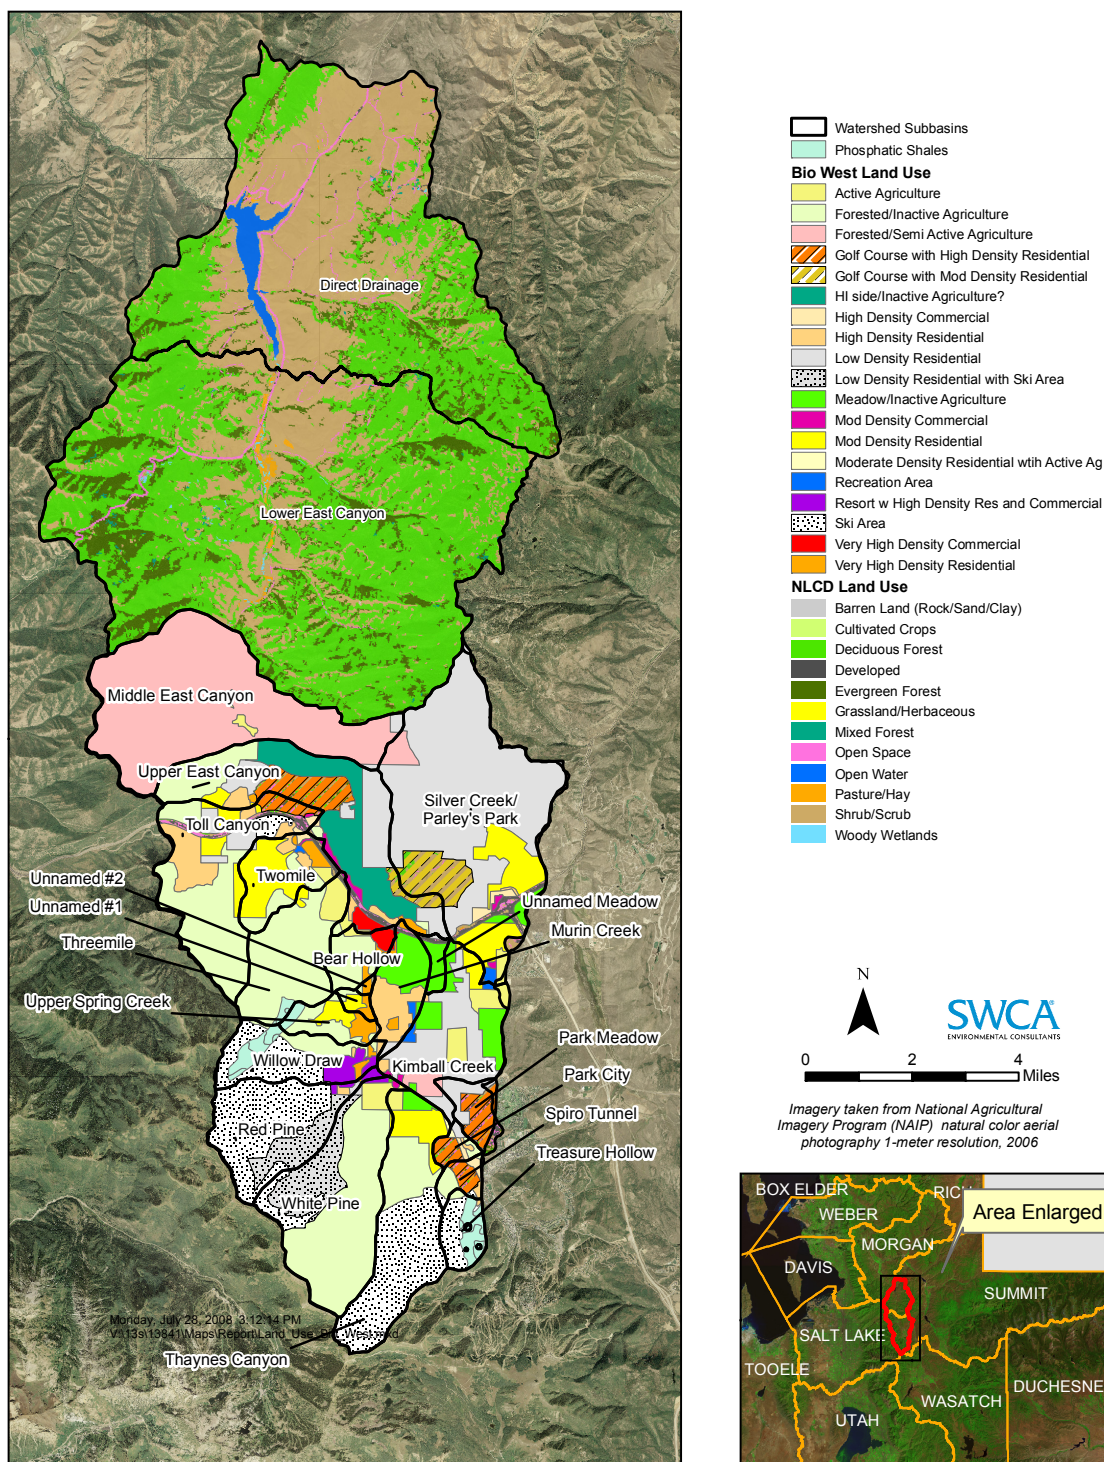 Direct Drainage
Lower East Canyon
Middle East Canyon
Upper East Canyon
Silver Creek/
Parley's Park
Toll Canyon
Twomile
Unnamed #2
Unnamed #1
Unnamed Meadow
Murin Creek
Threemile
Bear Hollow
Upper Spring Creek
Park Meadow
Willow Draw
Kimball Creek
Park City
Spiro Tunnel
Red Pine
Treasure Hollow
White Pine
Monday, July 28, 2008 3:12:14 PM
Thaynes Canyon
Watershed Subbasins
Phosphatic Shales
Bio West Land Use
Active Agriculture
Forested/Inactive Agriculture
Forested/Semi Active Agriculture
Golf Course with High Density Residential
Golf Course with Mod Density Residential
HI side/Inactive Agriculture?
High Density Commercial
High Density Residential
Low Density Residential
Low Density Residential with Ski Area
Meadow/Inactive Agriculture
Mod Density Commercial
Mod Density Residential
Moderate Density Residential wtih Active Ag
Recreation Area
Resort w High Density Res and Commercial
Ski Area
Very High Density Commercial
Very High Density Residential
NLCD Land Use
Barren Land (Rock/Sand/Clay)
Cultivated Crops
Deciduous Forest
Developed
Evergreen Forest
Grassland/Herbaceous
Mixed Forest
Open Space
Open Water
Pasture/Hay
Shrub/Scrub
Woody Wetlands
N
SWCA®
ENVIRONMENTAL CONSULTANTS
0 2 4
Miles
Imagery taken from National Agricultural
Imagery Program (NAIP) natural color aerial
photography 1-meter resolution, 2006
BOX ELDER
WEBER
Area Enlarged
MORGAN
DAVIS
SUMMIT
SALT LAKE
TOOELE
WASATCH
DUCHESNE
UTAH